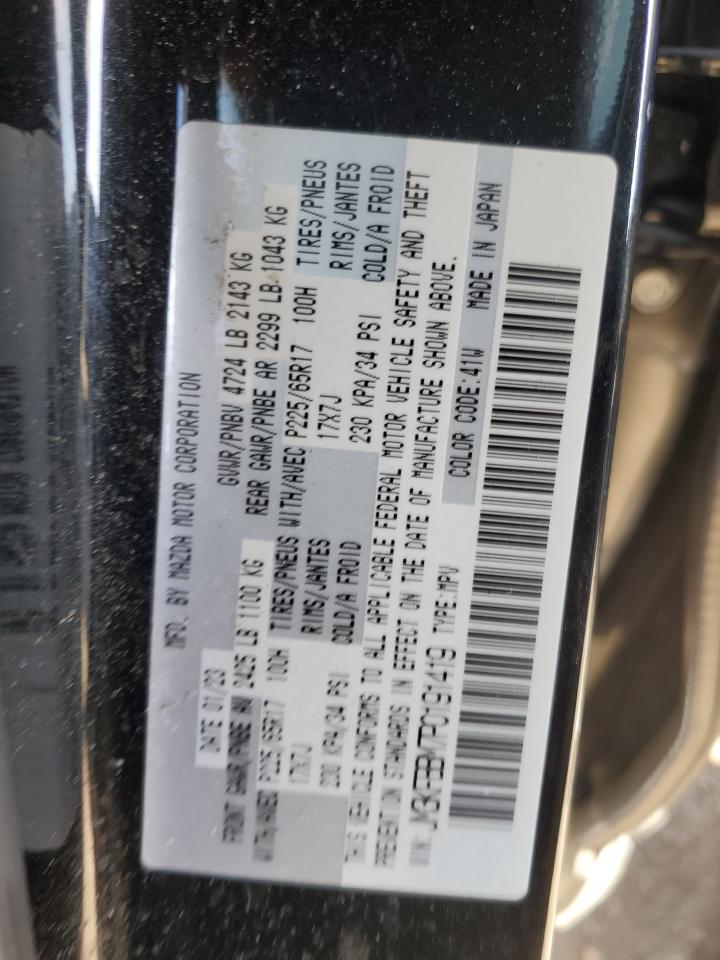 MFD. BY MAZDA MOTOR CORPORATION
DATE 01/23 GVWR/PNBV 4724 LB 2143 KG
FRONT GAWR/PNBE AV 2425 LB 1100 KG REAR GAWR/PNBE AR 2299 LB 1043 KG
WITH/AVEC P225/65R17 100H TIRES/PNEUS WITH/AVEC P225/65R17 100H TIRES/PNEUS
17X7J RIMS/JANTES 17X7J RIMS/JANTES
230 KPA/34 PSI COLD/A FROID 230 KPA/34 PSI COLD/A FROID
THIS VEHICLE CONFORMS TO ALL APPLICABLE FEDERAL MOTOR VEHICLE SAFETY AND THEFT
PREVENTION STANDARDS IN EFFECT ON THE DATE OF MANUFACTURE SHOWN ABOVE.
VIN: JM3KFBBM7P0191419 TYPE:MPV COLOR CODE:41W MADE IN JAPAN